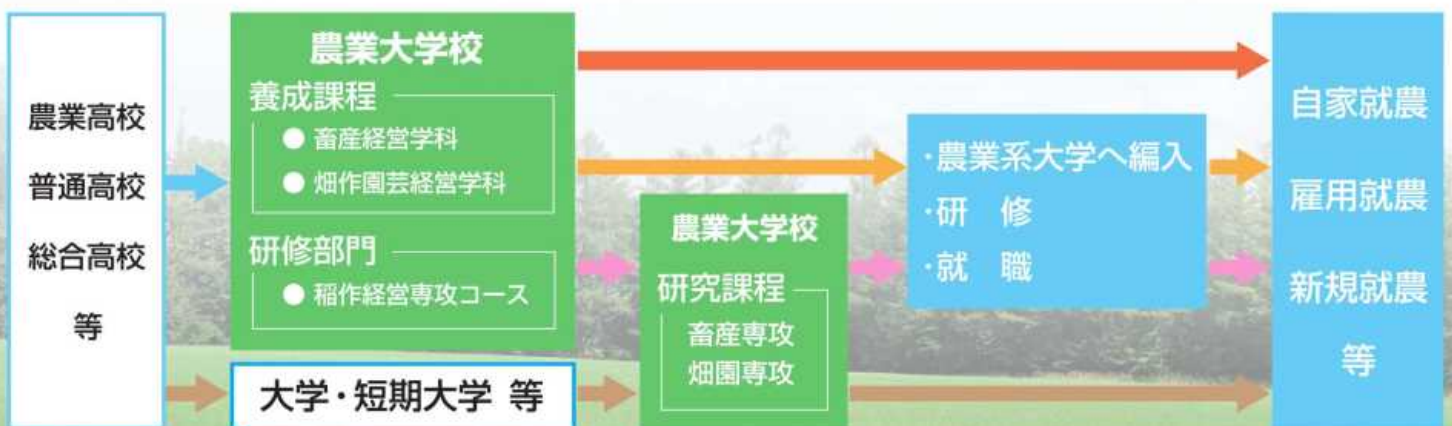 農業高校
普通高校
総合高校
等
農業大学校
養成課程
● 畜産経営学科
● 畑作園芸経営学科
研修部門
● 稲作経営専攻コース
大学・短期大学 等
農業大学校
研究課程
畜産専攻
畑園専攻
・農業系大学へ編入
・研 修
・就 職
自家就農
雇用就農
新規就農
等